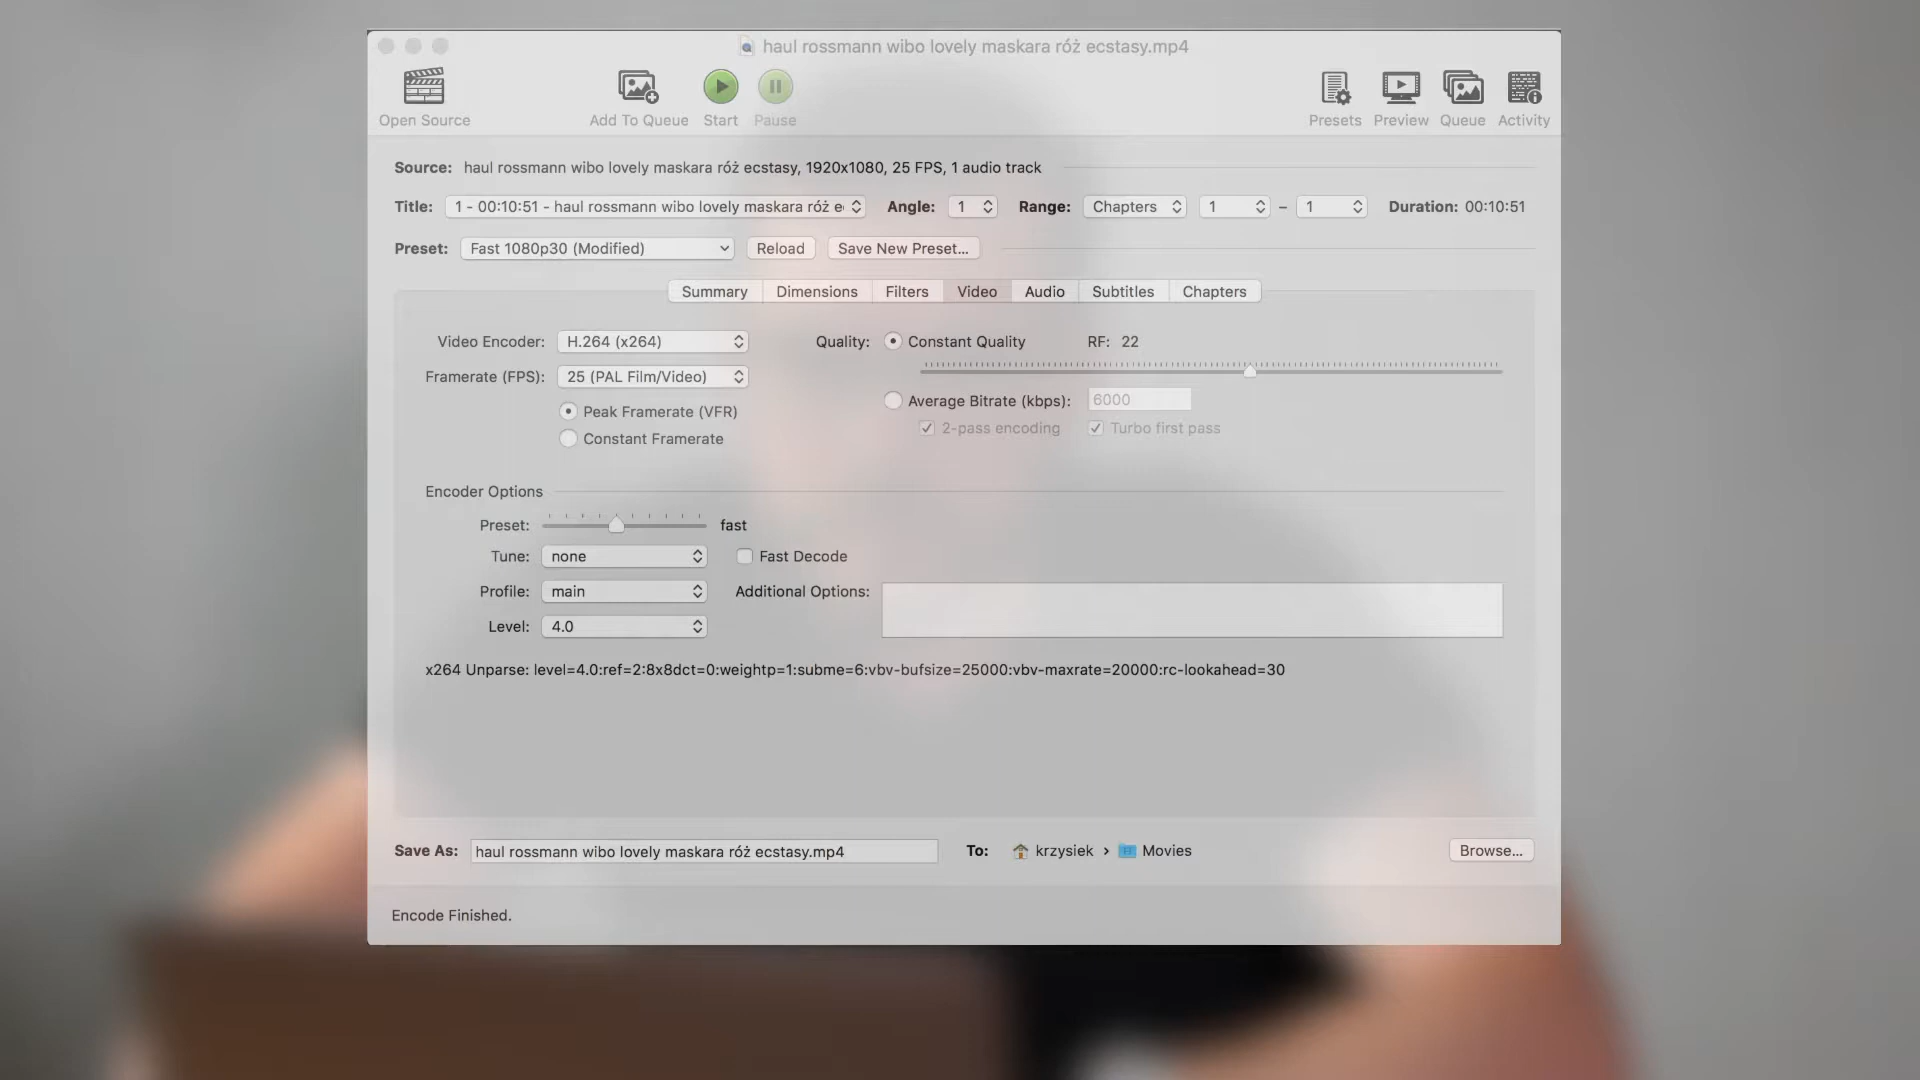 haul rossmann wibo lovely maskara róż ecstasy.mp4
Open Source Add To Queue Start Pause Presets Preview Queue Activity
Source: haul rossmann wibo lovely maskara róż ecstasy, 1920x1080, 25 FPS, 1 audio track
Title: 1 - 00:10:51 - haul rossmann wibo lovely maskara róż e Angle: 1 Range: Chapters 1 – 1 Duration: 00:10:51
Preset: Fast 1080p30 (Modified) Reload Save New Preset...
Summary Dimensions Filters Video Audio Subtitles Chapters
Video Encoder: H.264 (x264) Quality: Constant Quality RF: 22
Framerate (FPS): 25 (PAL Film/Video)
Average Bitrate (kbps): 6000
Peak Framerate (VFR)
2-pass encoding Turbo first pass
Constant Framerate
Encoder Options
Preset: fast
Tune: none Fast Decode
Profile: main Additional Options:
Level: 4.0
x264 Unparse: level=4.0:ref=2:8x8dct=0:weightp=1:subme=6:vbv-bufsize=25000:vbv-maxrate=20000:rc-lookahead=30
Save As: haul rossmann wibo lovely maskara róż ecstasy.mp4 To: krzysiek › Movies Browse...
Encode Finished.